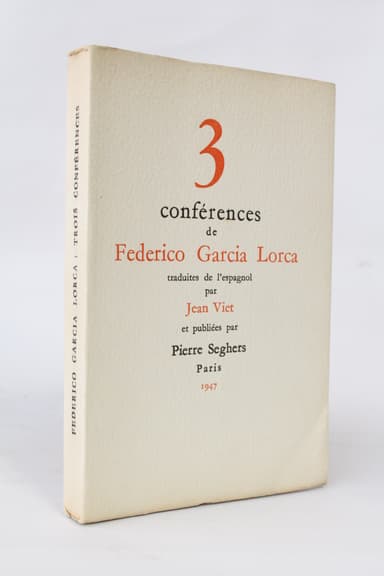 3
conférences
de
Federico Garcia Lorca
traduites de l'espagnol
par
Jean Viet
et publiées par
Pierre Seghers
Paris
1947
FEDERICO GARCIA LORCA : TROIS CONFÉRENCES